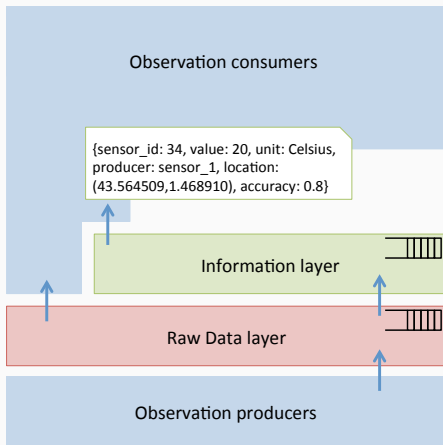 Observation consumers
{sensor_id: 34, value: 20, unit: Celsius,
producer: sensor_1, location:
(43.564509,1.468910), accuracy: 0.8}
Information layer
Raw Data layer
Observation producers